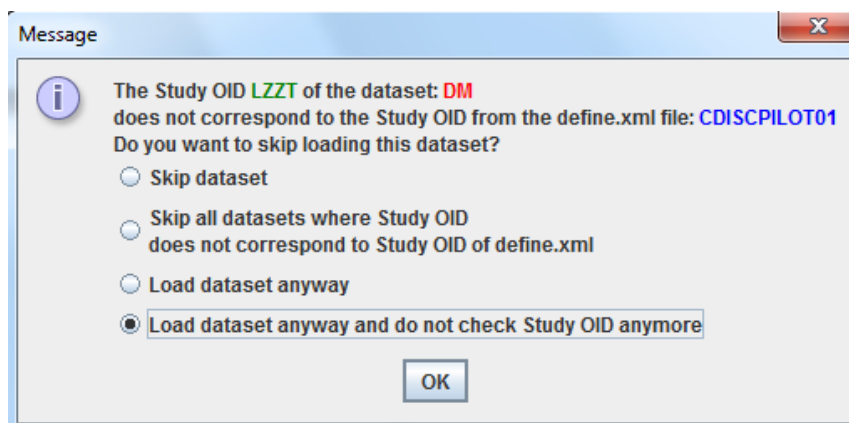 Message
The Study OID LZZT of the dataset: DM
does not correspond to the Study OID from the define.xml file: CDISCPILOT01
Do you want to skip loading this dataset?
Skip dataset
Skip all datasets where Study OID
does not correspond to Study OID of define.xml
Load dataset anyway
Load dataset anyway and do not check Study OID anymore
OK